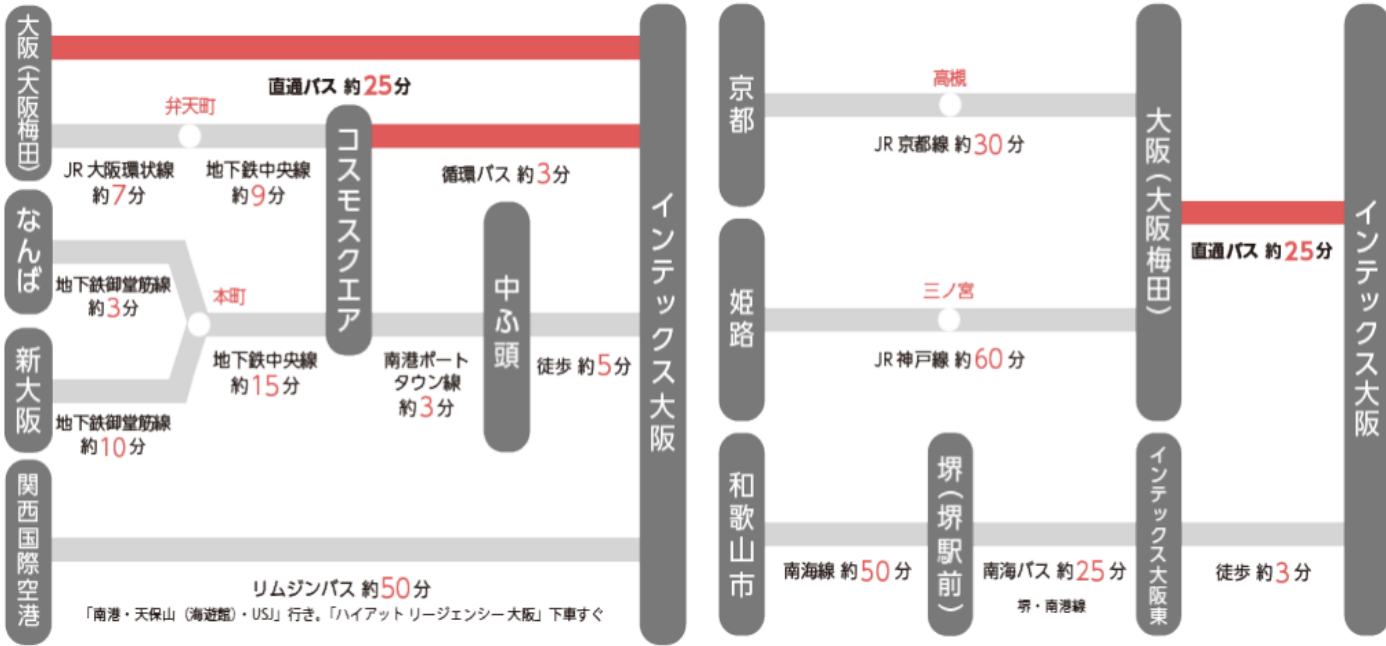 大阪(大阪梅田)
直通バス 約25分
弁天町
JR 大阪環状線
約7分
地下鉄中央線
約9分
コスモスクエア
循環バス 約3分
なんば
地下鉄御堂筋線
約3分
本町
新大阪
地下鉄御堂筋線
約10分
地下鉄中央線
約15分
南港ポート
タウン線
約3分
中ふ頭
徒歩 約5分
インテックス大阪
関西国際空港
リムジンバス 約50分
「南港・天保山（海遊館）・USJ」行き。「ハイアット リージェンシー 大阪」下車すぐ
京都
高槻
JR 京都線 約30分
大阪(大阪梅田)
直通バス 約25分
インテックス大阪
姫路
三ノ宮
JR 神戸線 約60分
和歌山市
南海線 約50分
堺(堺駅前)
南海バス 約25分
堺・南港線
インテックス大阪東
徒歩 約3分